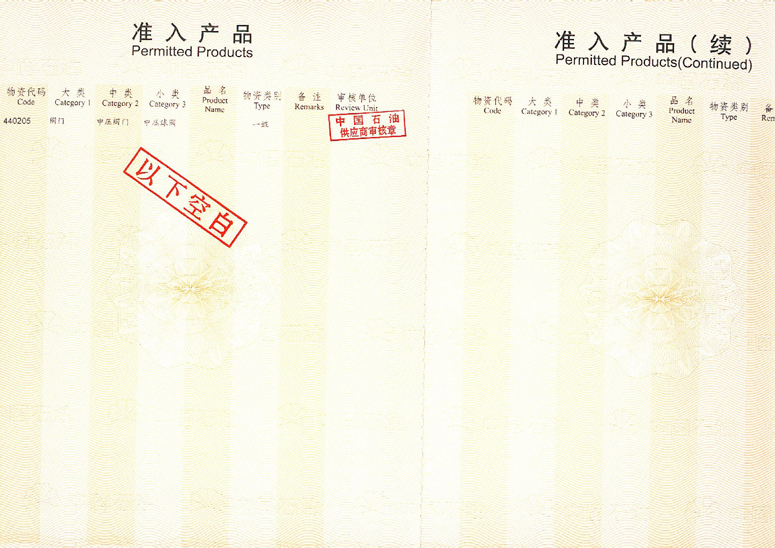 准入产品
Permitted Products
物资代码 大类 中类 小类 品名 物资类别 备注 审核单位
Code Category 1 Category 2 Category 3 Product Name Type Remarks Review Unit
440205 阀门 中压阀门 中压球阀 一级
中国石油
供应商审核章
以下空白
准入产品(续)
Permitted Products(Continued)
物资代码 大类 中类 小类 品名 物资类别 备
Code Category 1 Category 2 Category 3 Product Name Type Rem